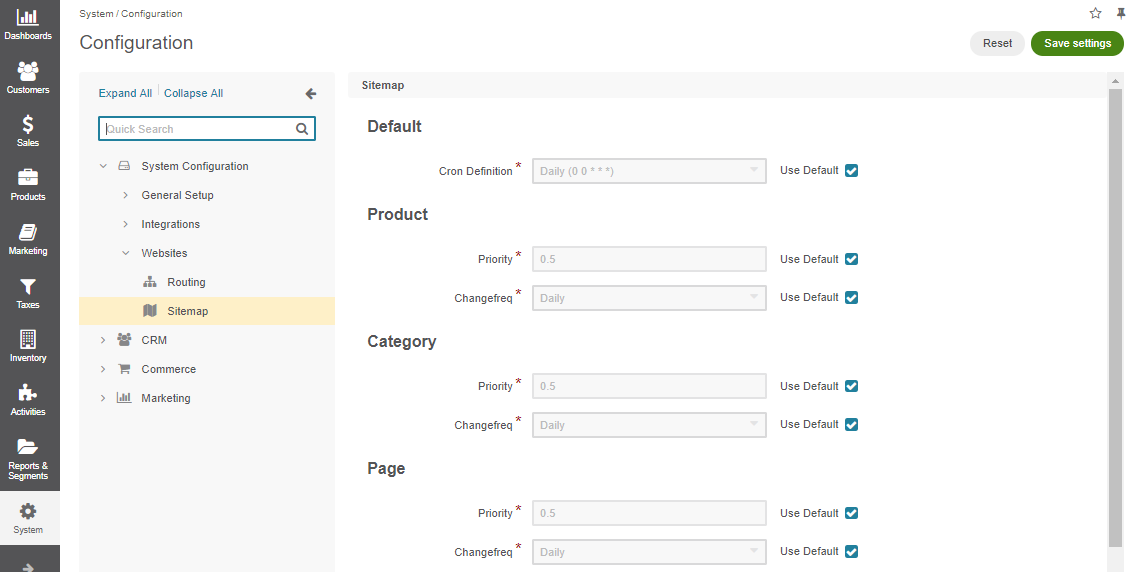 Dashboards
Customers
Sales
Products
Marketing
Taxes
Inventory
Activities
Reports &
Segments
System
System / Configuration
Configuration
Reset
Save settings
Expand All
Collapse All
Quick Search
System Configuration
General Setup
Integrations
Websites
Routing
Sitemap
CRM
Commerce
Marketing
Sitemap
Default
Cron Definition * Daily (0 0 * * *) Use Default
Product
Priority * 0.5 Use Default
Changefreq * Daily Use Default
Category
Priority * 0.5 Use Default
Changefreq * Daily Use Default
Page
Priority * 0.5 Use Default
Changefreq * Daily Use Default